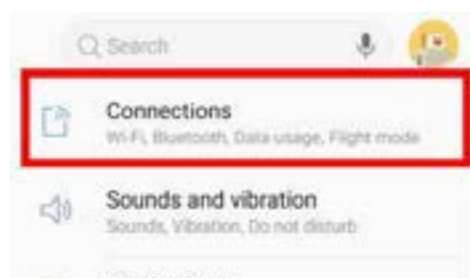 Search
Connections
Wi-Fi, Bluetooth, Data usage, Flight mode
Sounds and vibration
Sounds, Vibration, Do not disturb